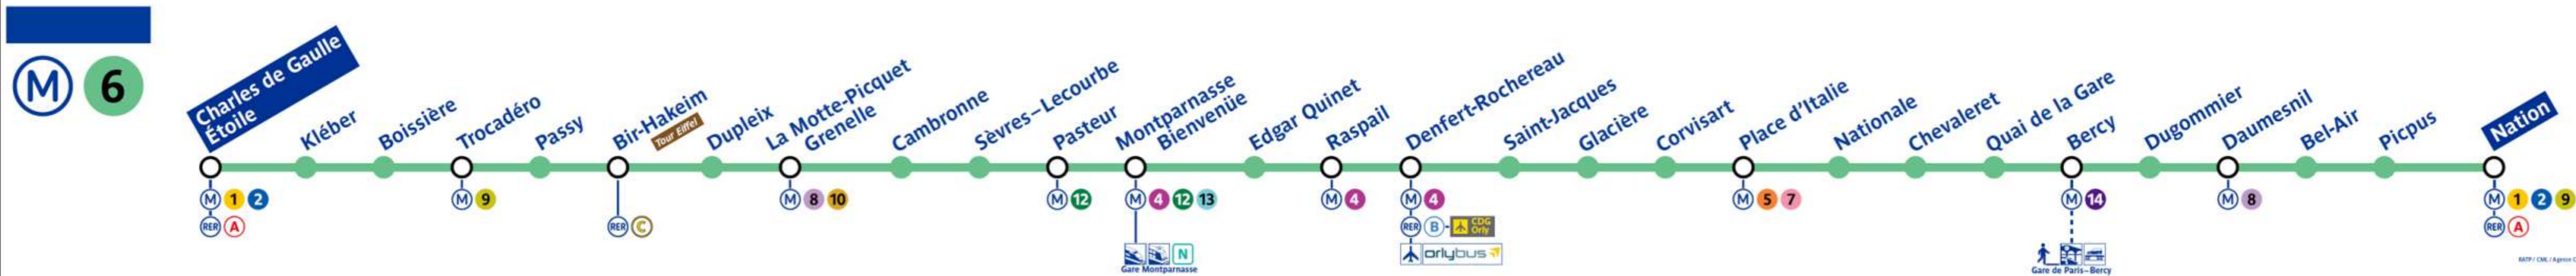 M 6
Charles de Gaulle
Étoile
Kléber
Boissière
Trocadéro
Passy
Bir-Hakeim
Tour Eiffel
Dupleix
La Motte-Picquet
Grenelle
Cambronne
Sèvres–Lecourbe
Pasteur
Montparnasse
Bienvenüe
Edgar Quinet
Raspail
Denfert-Rochereau
Saint-Jacques
Glacière
Corvisart
Place d'Italie
Nationale
Chevaleret
Quai de la Gare
Bercy
Dugommier
Daumesnil
Bel-Air
Picpus
Nation
M 1 2
M 9
M 8 10
M 12
M 4 12 13
M 4
M 4
M 5 7
M 14
M 8
M 1 2 9
RER A
RER C
RER B - CDG
Orly
RER A
N
Gare Montparnasse
orlybus
Gare de Paris–Bercy
RATP / CML / Agence